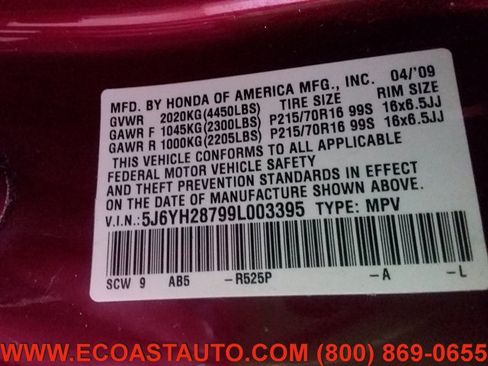 MFD. BY HONDA OF AMERICA MFG., INC. 04/'09
GVWR 2020KG(4450LBS) TIRE SIZE RIM SIZE
GAWR F 1045KG(2300LBS) P215/70R16 99S 16x6.5JJ
GAWR R 1000KG(2205LBS) P215/70R16 99S 16x6.5JJ
THIS VEHICLE CONFORMS TO ALL APPLICABLE
FEDERAL MOTOR VEHICLE SAFETY
AND THEFT PREVENTION STANDARDS IN EFFECT
ON THE DATE OF MANUFACTURE SHOWN ABOVE.
V.I.N.: 5J6YH28799L003395 TYPE: MPV
SCW 9 AB5 -R525P -A -L
WWW.ECOASTAUTO.COM (800) 869-0655